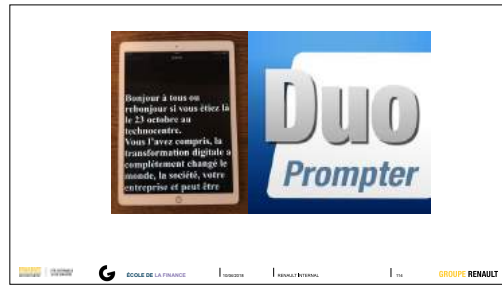 Bonjour à tous ou
rebonjour si vous étiez là
le 23 octobre au
technocentre.
Vous l'avez compris, la
transformation digitale a
complètement changé le
monde, la société, votre
entreprise et peut être
Duo
Prompter
ÉCOLE DE LA FINANCE
RENAULT INTERNAL
GROUPE RENAULT